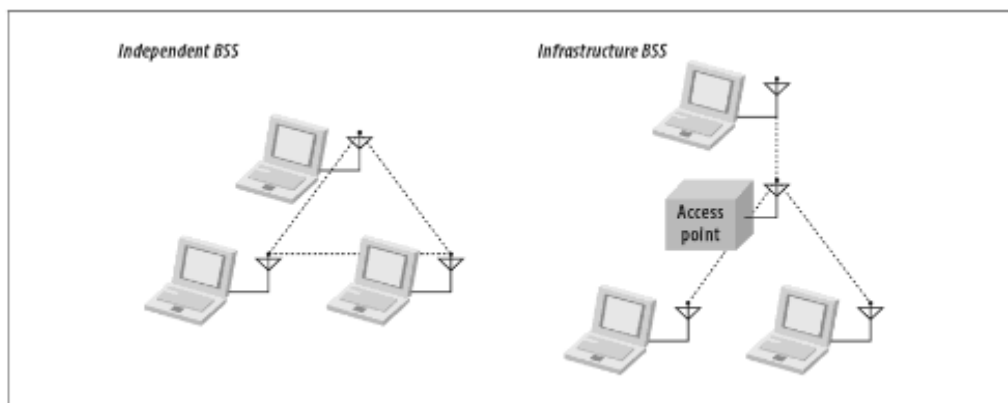 Independent BSS
Infrastructure BSS
Access
point